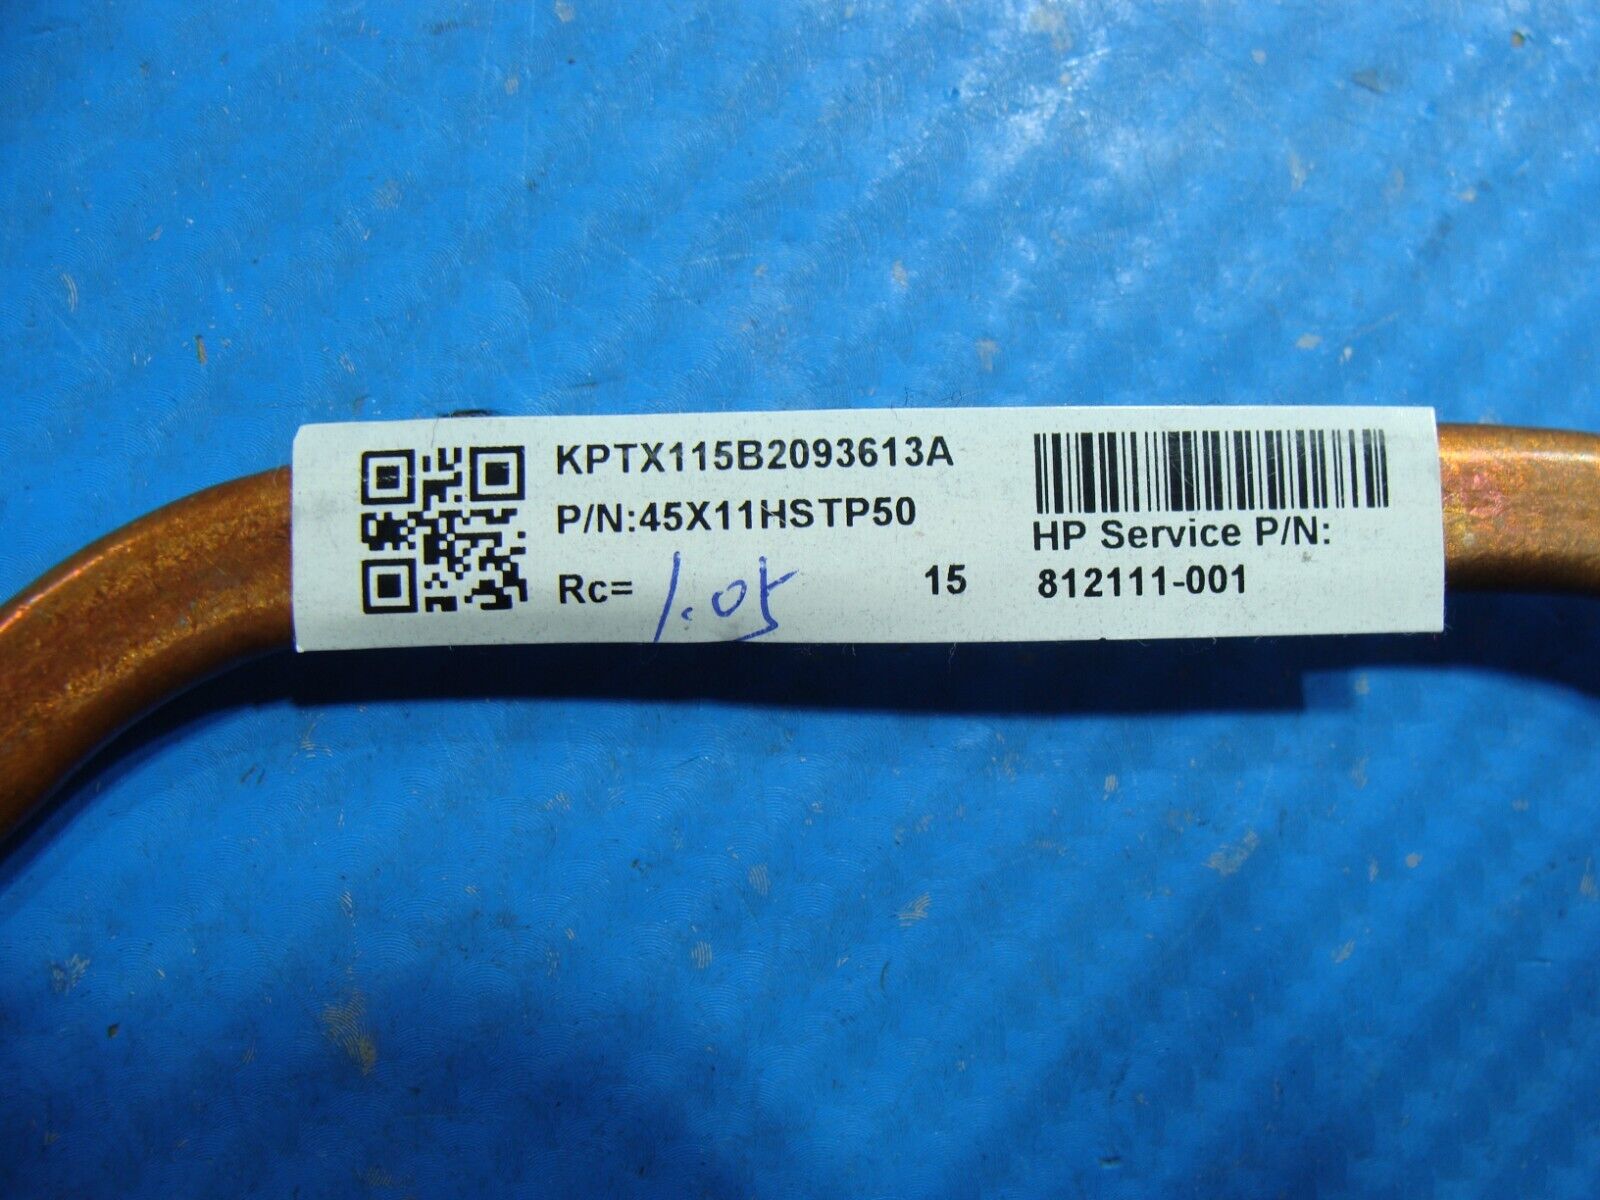 KPTX115B2093613A
P/N:45X11HSTP50
Rc= 1.05
15
HP Service P/N:
812111-001